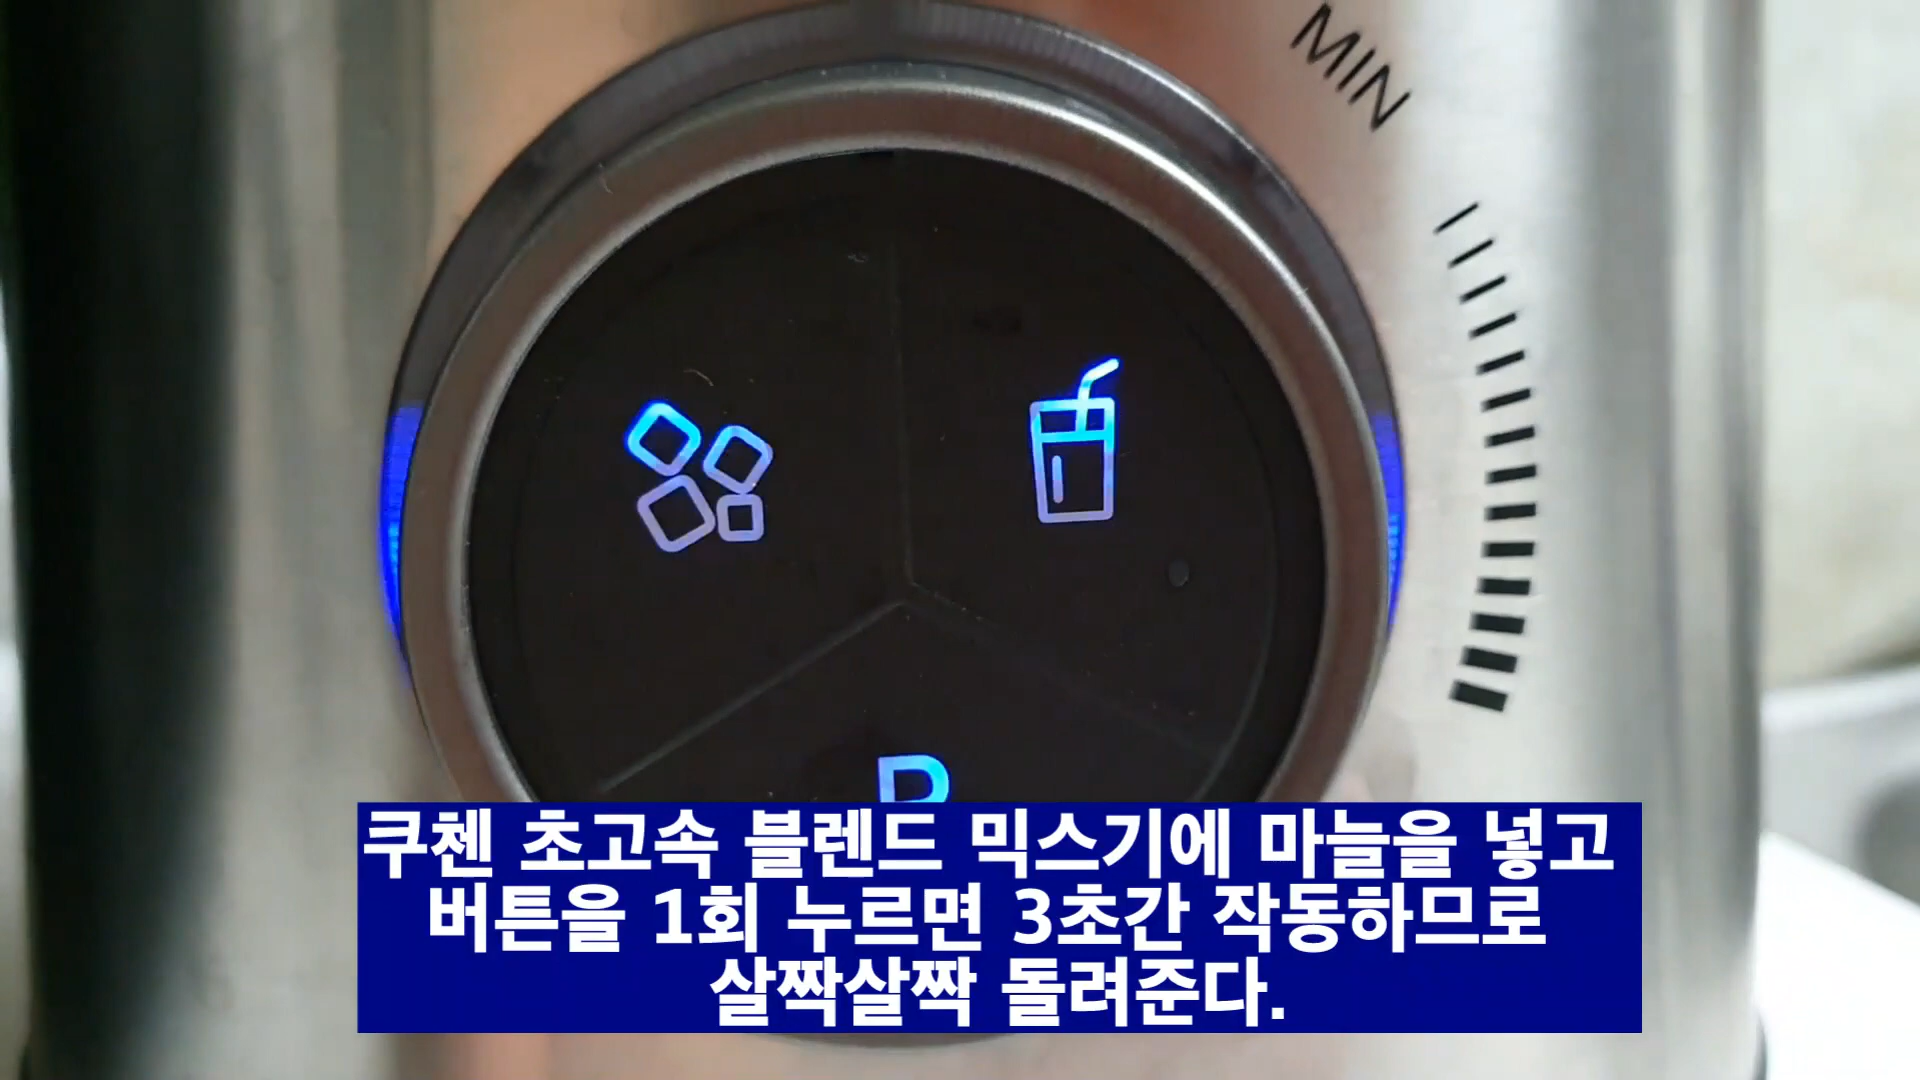 MIN
P
쿠첸 초고속 블렌드 믹스기에 마늘을 넣고
버튼을 1회 누르면 3초간 작동하므로
살짝살짝 돌려준다.